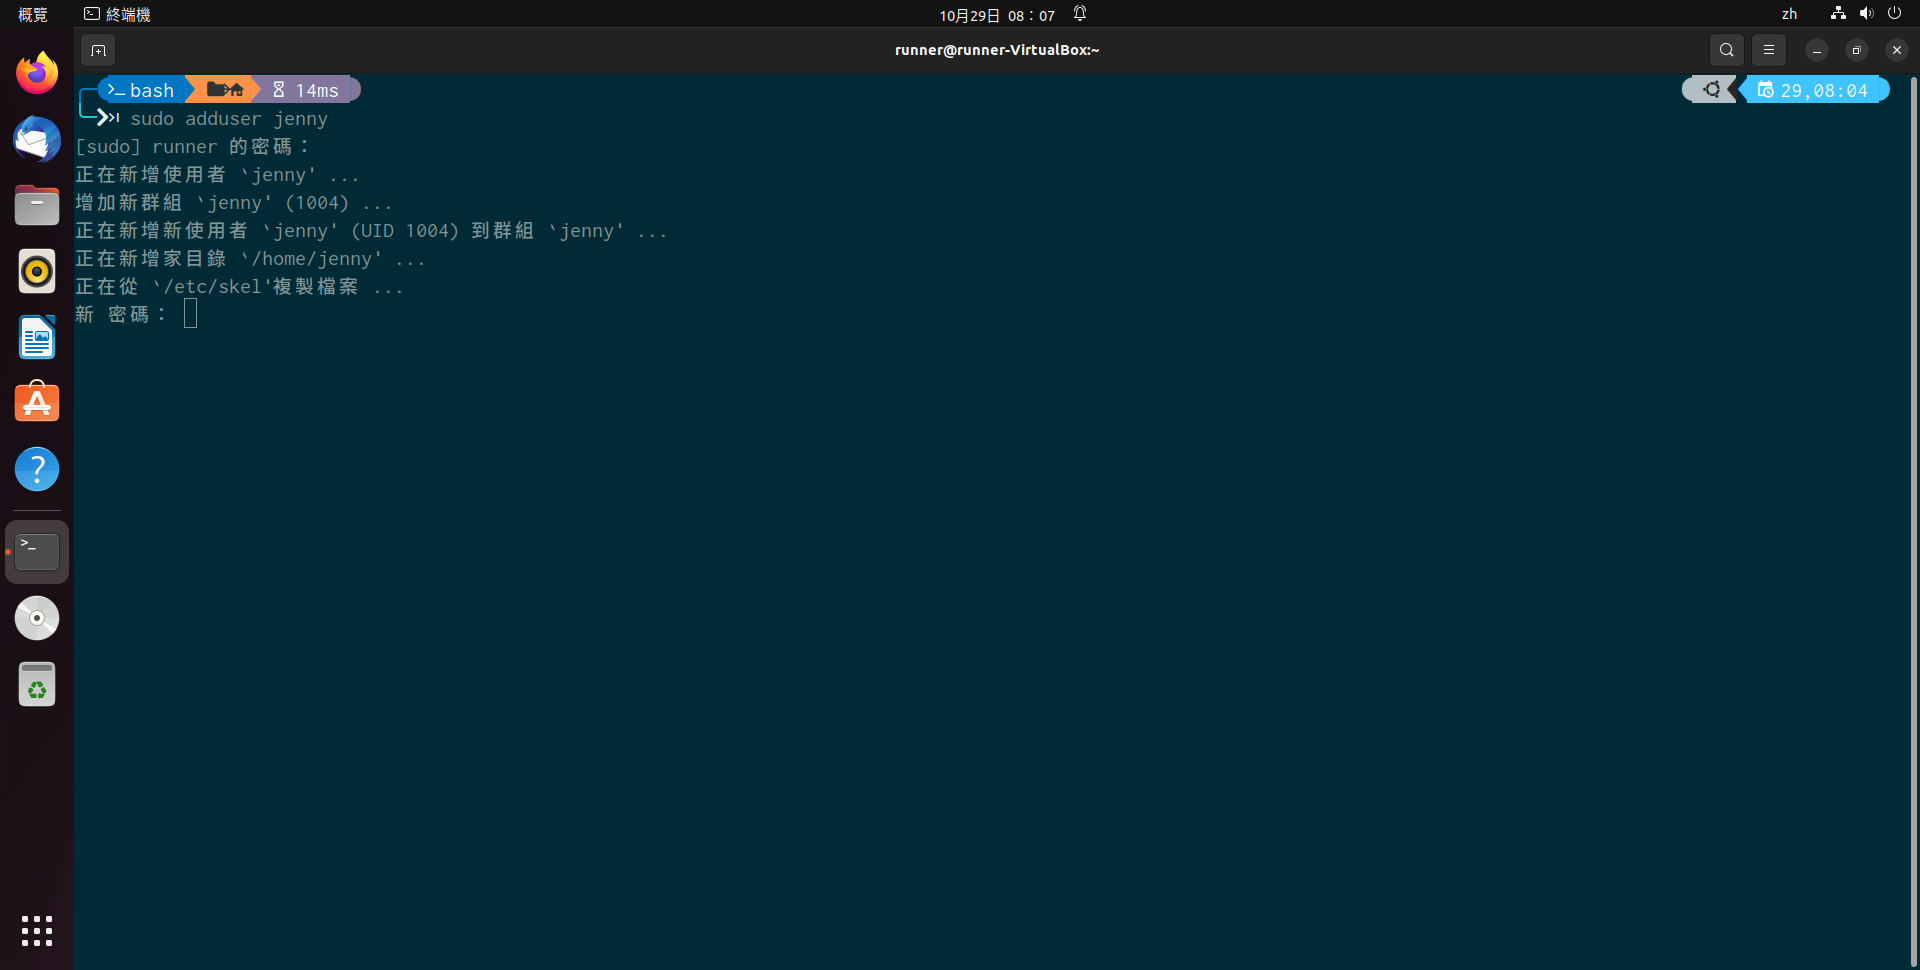 概覽 終端機 10月29日 08：07 zh
runner@runner-VirtualBox:~
bash 14ms 29,08:04
sudo adduser jenny
[sudo] runner 的密碼：
正在新增使用者 `jenny' ...
增加新群組 `jenny' (1004) ...
正在新增新使用者 `jenny' (UID 1004) 到群組 `jenny' ...
正在新增家目錄 `/home/jenny' ...
正在從 `/etc/skel'複製檔案 ...
新 密碼：